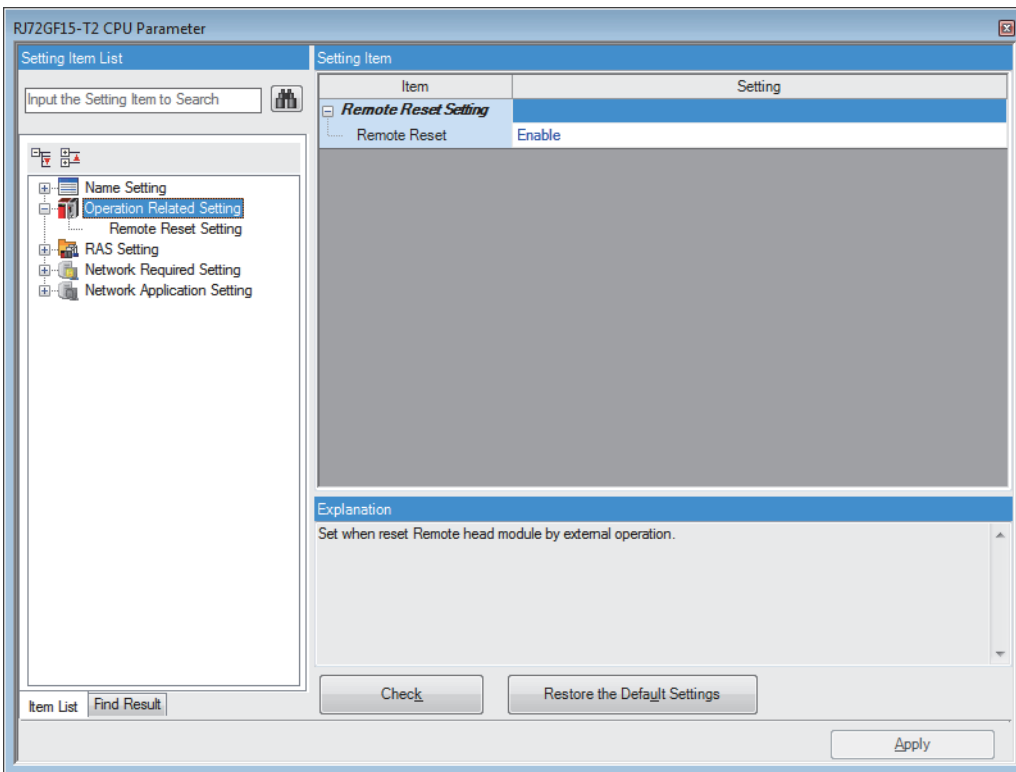 RJ72GF15-T2 CPU Parameter
Setting Item List
Input the Setting Item to Search
Name Setting
Operation Related Setting
Remote Reset Setting
RAS Setting
Network Required Setting
Network Application Setting
Item List Find Result
Setting Item
Item Setting
Remote Reset Setting
Remote Reset Enable
Explanation
Set when reset Remote head module by external operation.
Check Restore the Default Settings
Apply